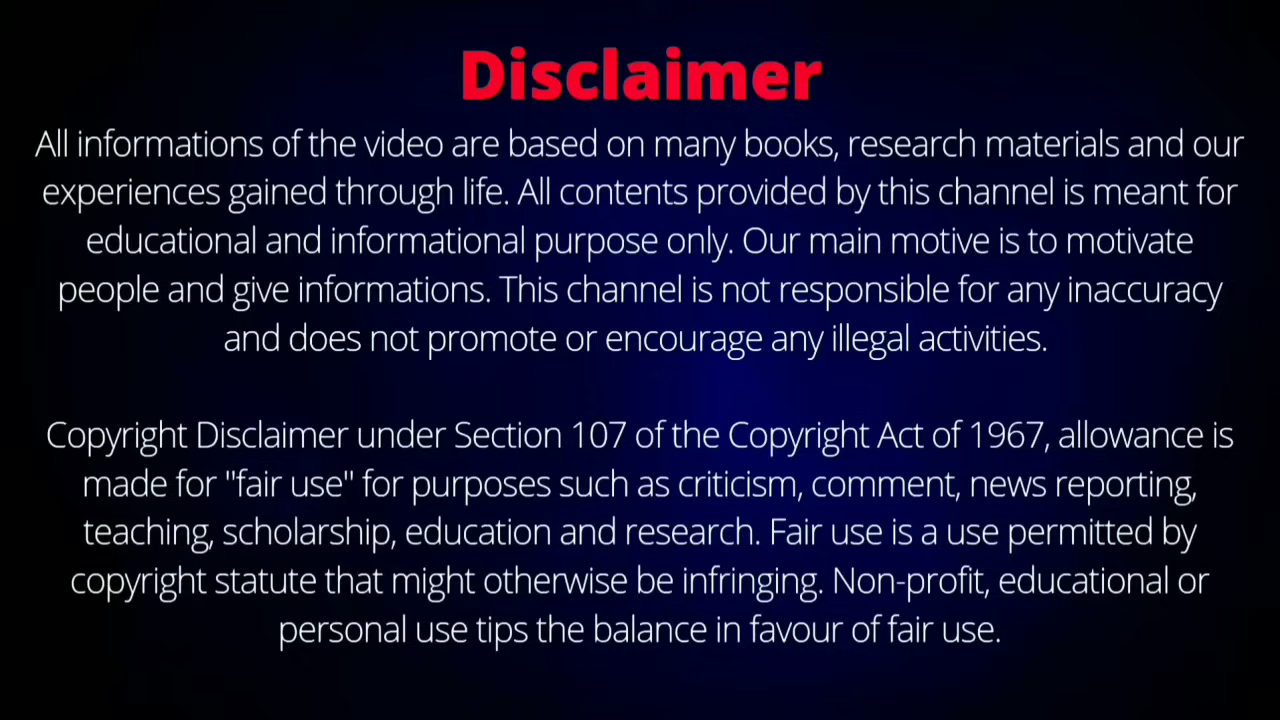 Disclaimer
All informations of the video are based on many books, research materials and our
experiences gained through life. All contents provided by this channel is meant for
educational and informational purpose only. Our main motive is to motivate
people and give informations. This channel is not responsible for any inaccuracy
and does not promote or encourage any illegal activities.
Copyright Disclaimer under Section 107 of the Copyright Act of 1967, allowance is
made for "fair use" for purposes such as criticism, comment, news reporting,
teaching, scholarship, education and research. Fair use is a use permitted by
copyright statute that might otherwise be infringing. Non-profit, educational or
personal use tips the balance in favour of fair use.